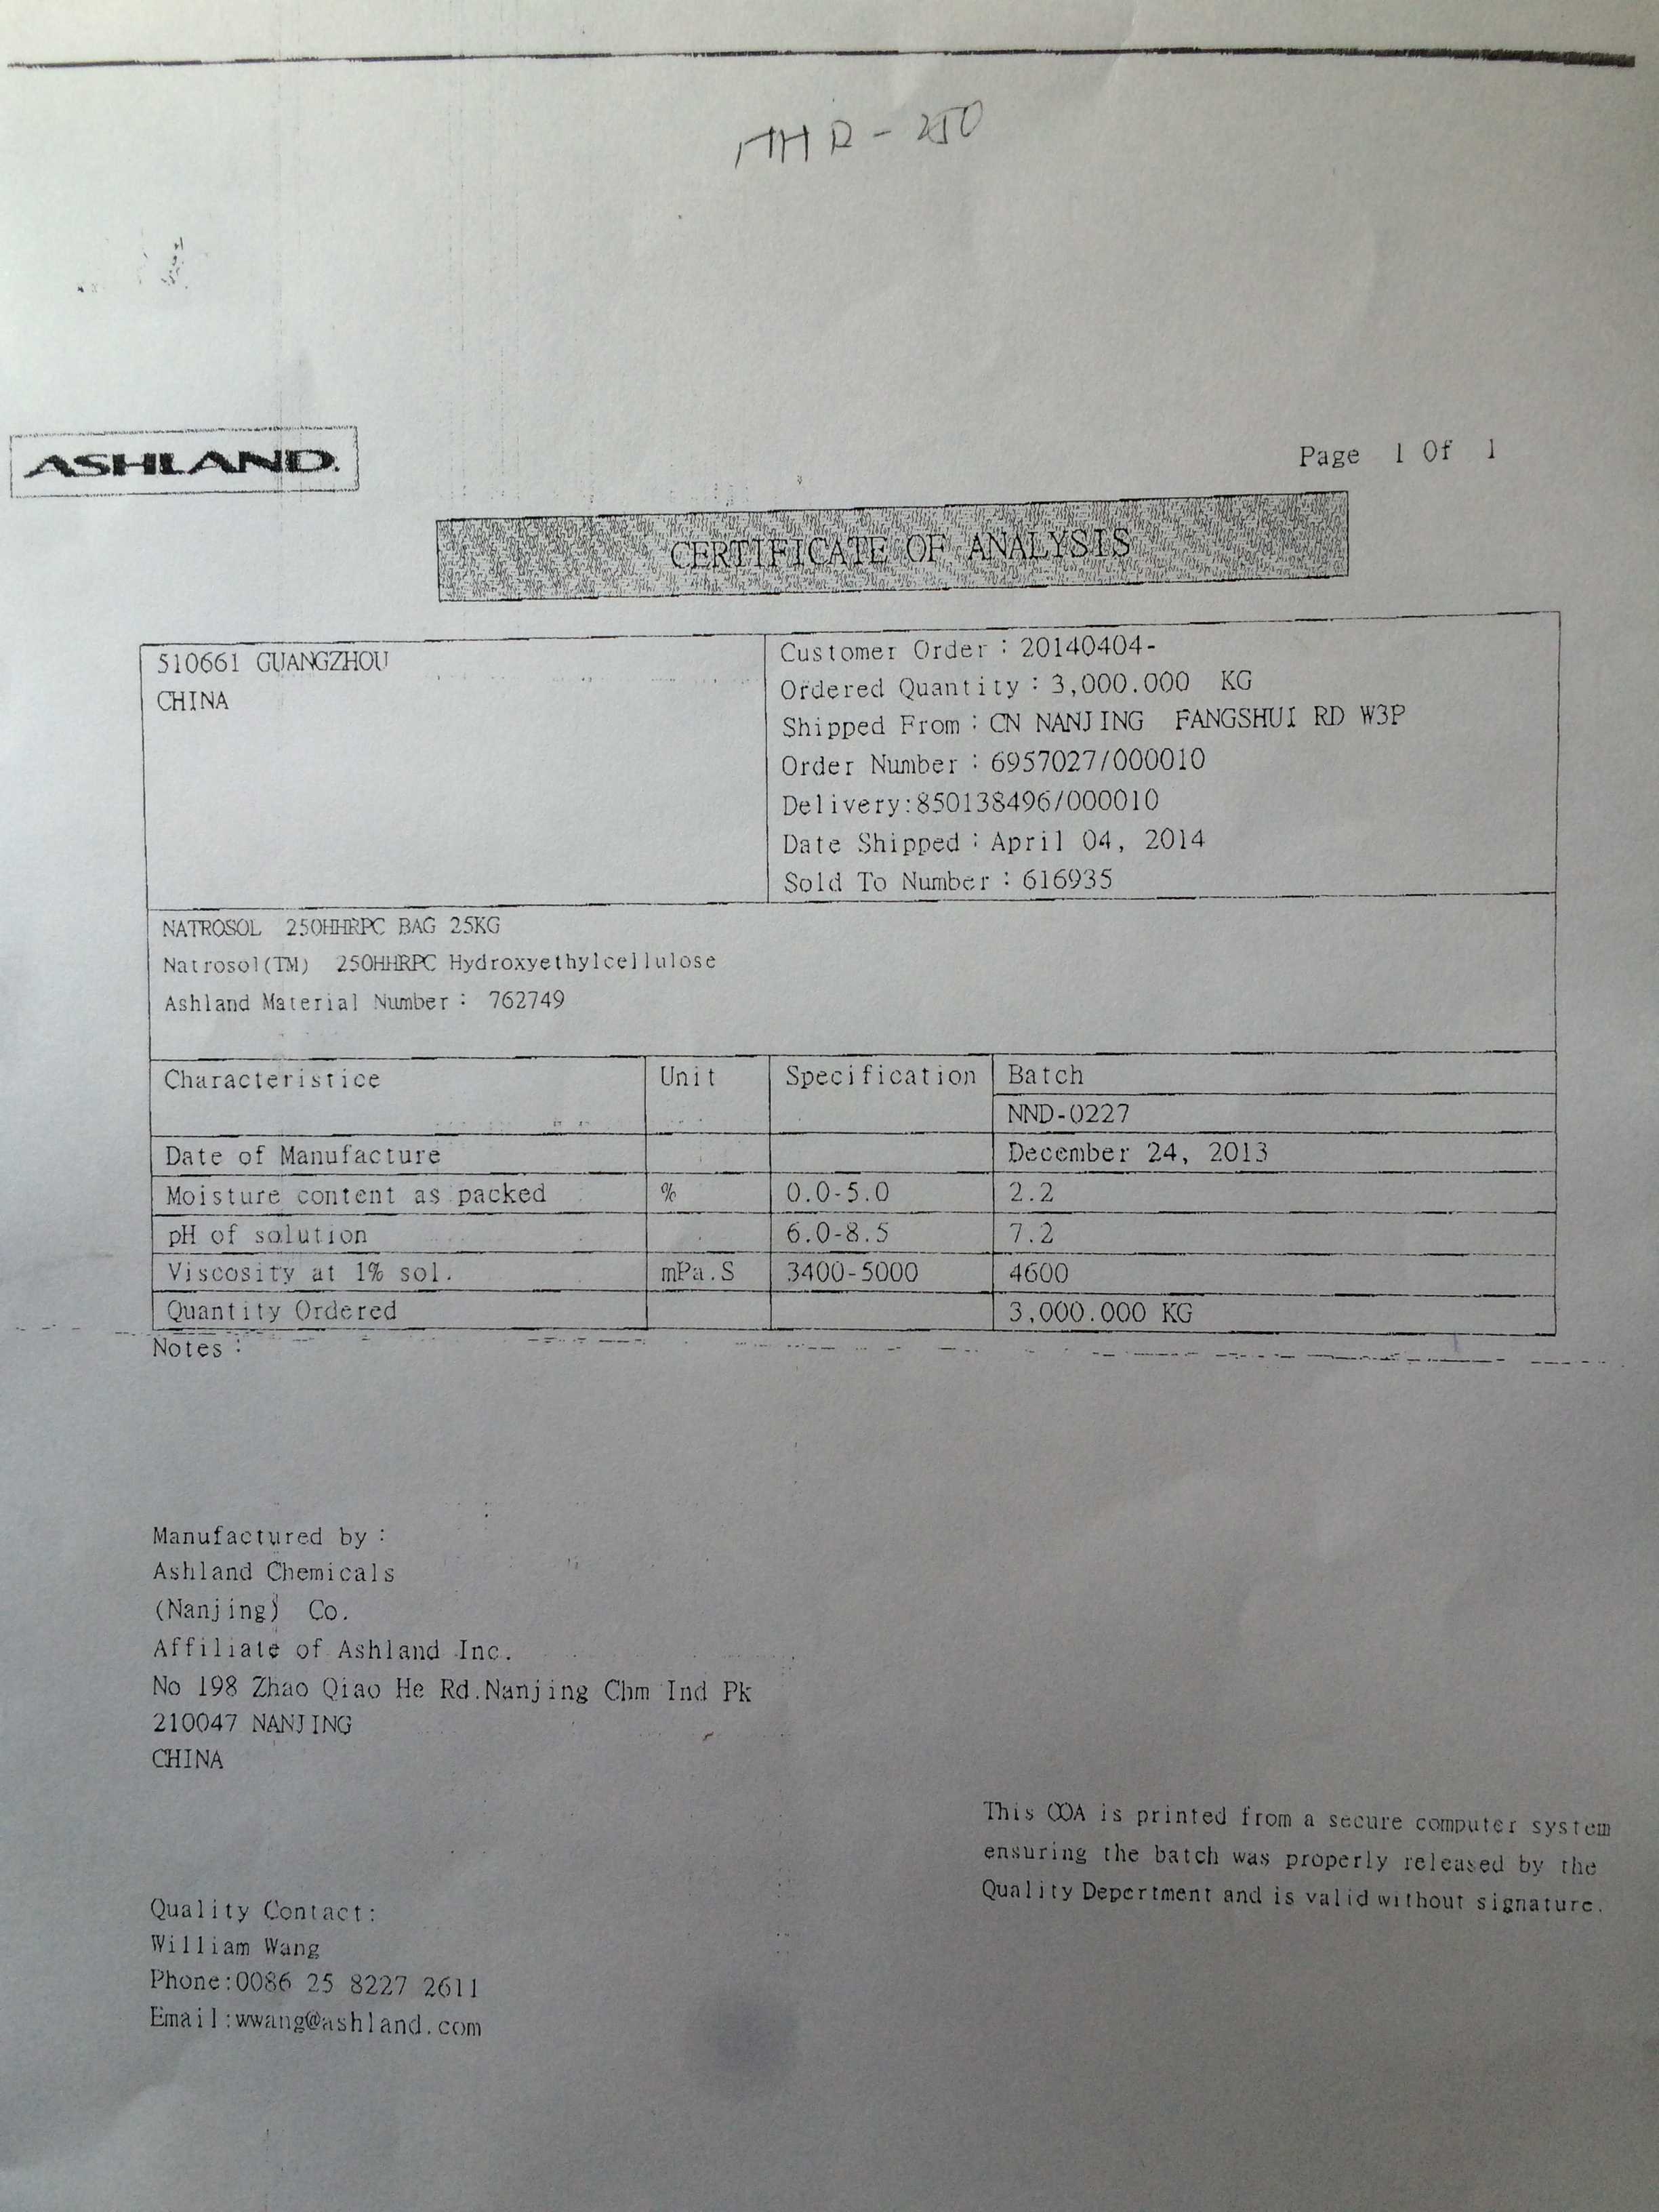 HHR-250
ASHLAND.
Page 1 Of 1
CERTIFICATE OF ANALYSIS
510661 GUANGZHOU
CHINA
Customer Order : 20140404-
Ordered Quantity : 3,000.000 KG
Shipped From : CN NANJING FANGSHUI RD W3P
Order Number : 6957027/000010
Delivery:850138496/000010
Date Shipped : April 04, 2014
Sold To Number : 616935
NATROSOL 250HHRPC BAG 25KG
Natrosol(TM) 250HHRPC Hydroxyethylcellulose
Ashland Material Number : 762749
Characteristice Unit Specification Batch
NND-0227
Date of Manufacture December 24, 2013
Moisture content as packed % 0.0-5.0 2.2
pH of solution 6.0-8.5 7.2
Viscosity at 1% sol. mPa.S 3400-5000 4600
Quantity Ordered 3,000.000 KG
Notes :
Manufactured by :
Ashland Chemicals
(Nanjing) Co.
Affiliate of Ashland Inc.
No 198 Zhao Qiao He Rd.Nanjing Chm Ind Pk
210047 NANJING
CHINA
This COA is printed from a secure computer system
ensuring the batch was properly released by the
Quality Depertment and is valid without signature.
Quality Contact:
William Wang
Phone:0086 25 8227 2611
Email:wwang@ashland.com